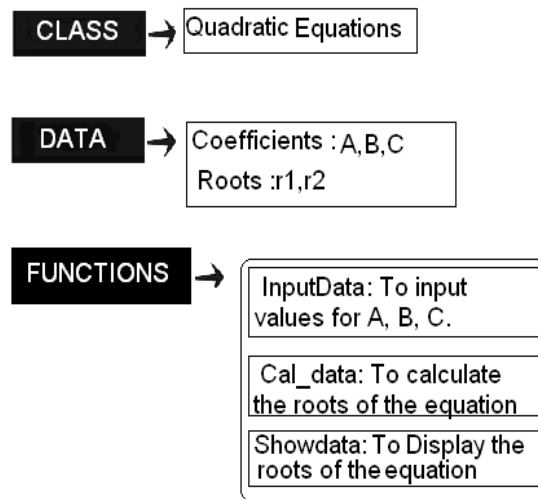 CLASS
Quadratic Equations
DATA
Coefficients : A,B,C
Roots :r1,r2
FUNCTIONS
InputData: To input
values for A, B, C.
Cal_data: To calculate
the roots of the equation
Showdata: To Display the
roots of the equation